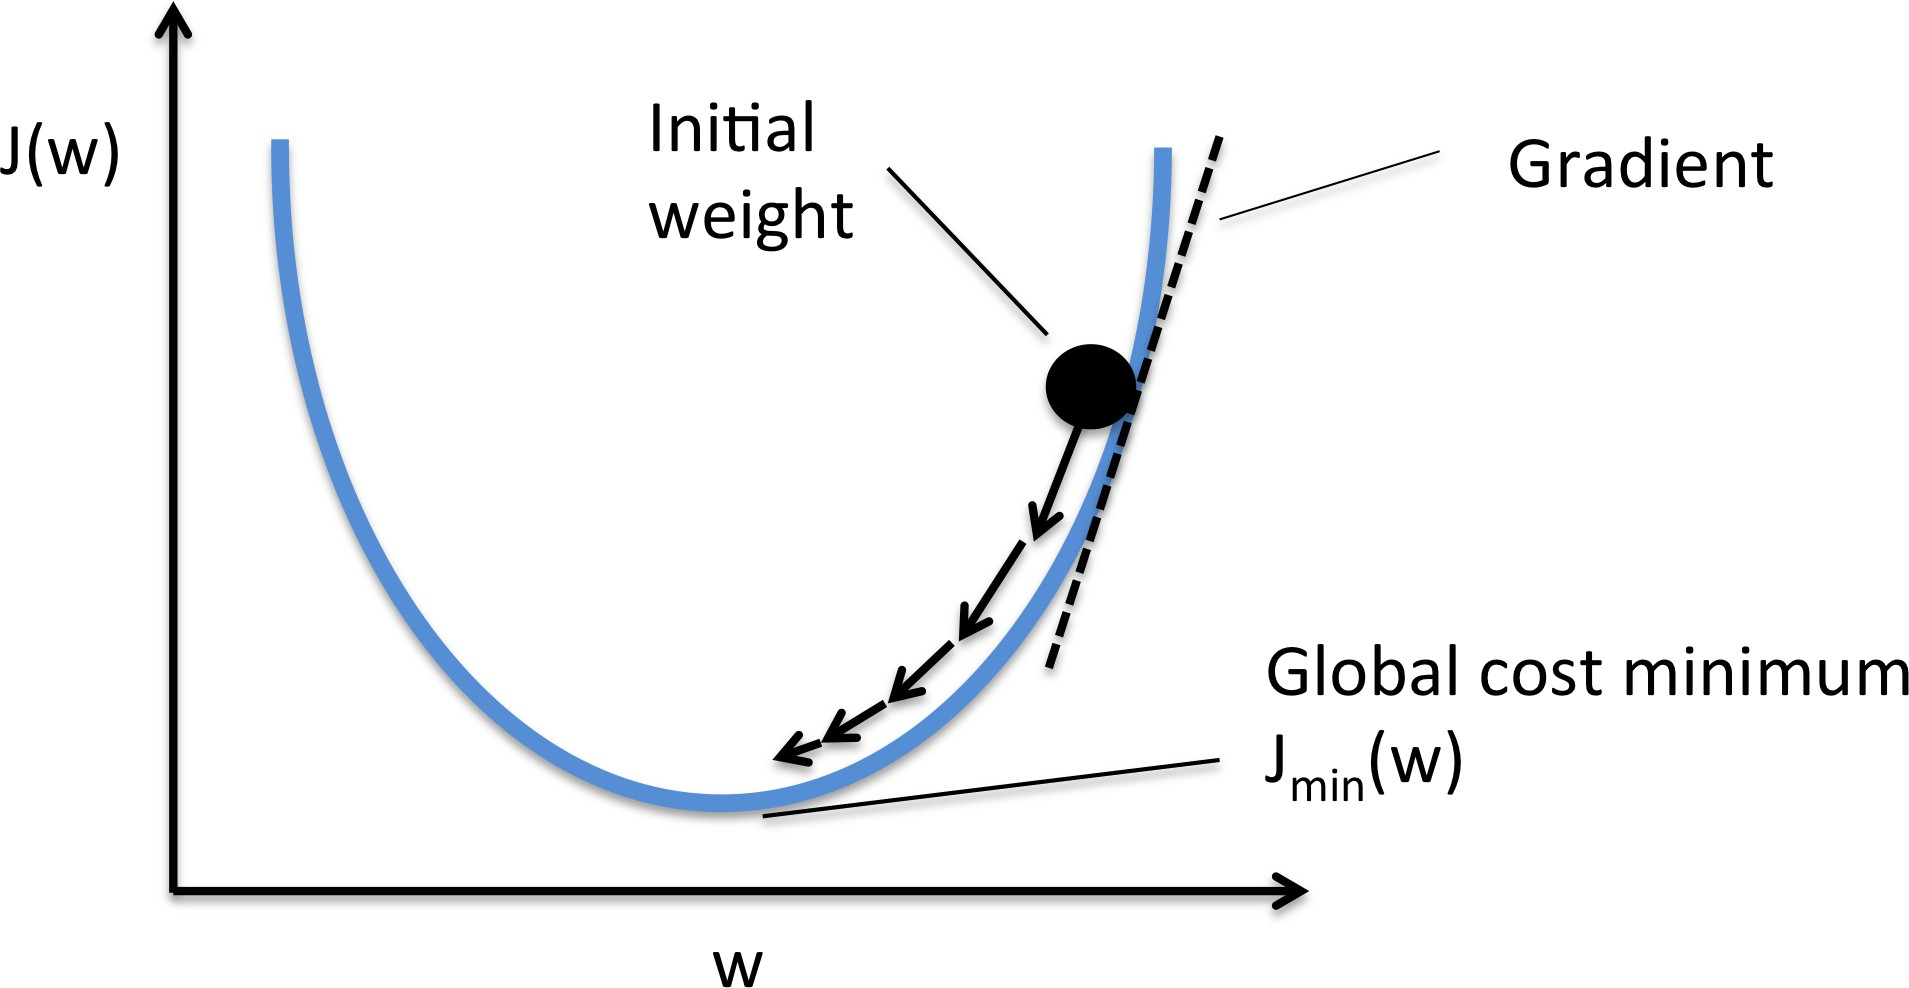 J(w)
Initial
weight
Gradient
Global cost minimum
Jmin(w)
w